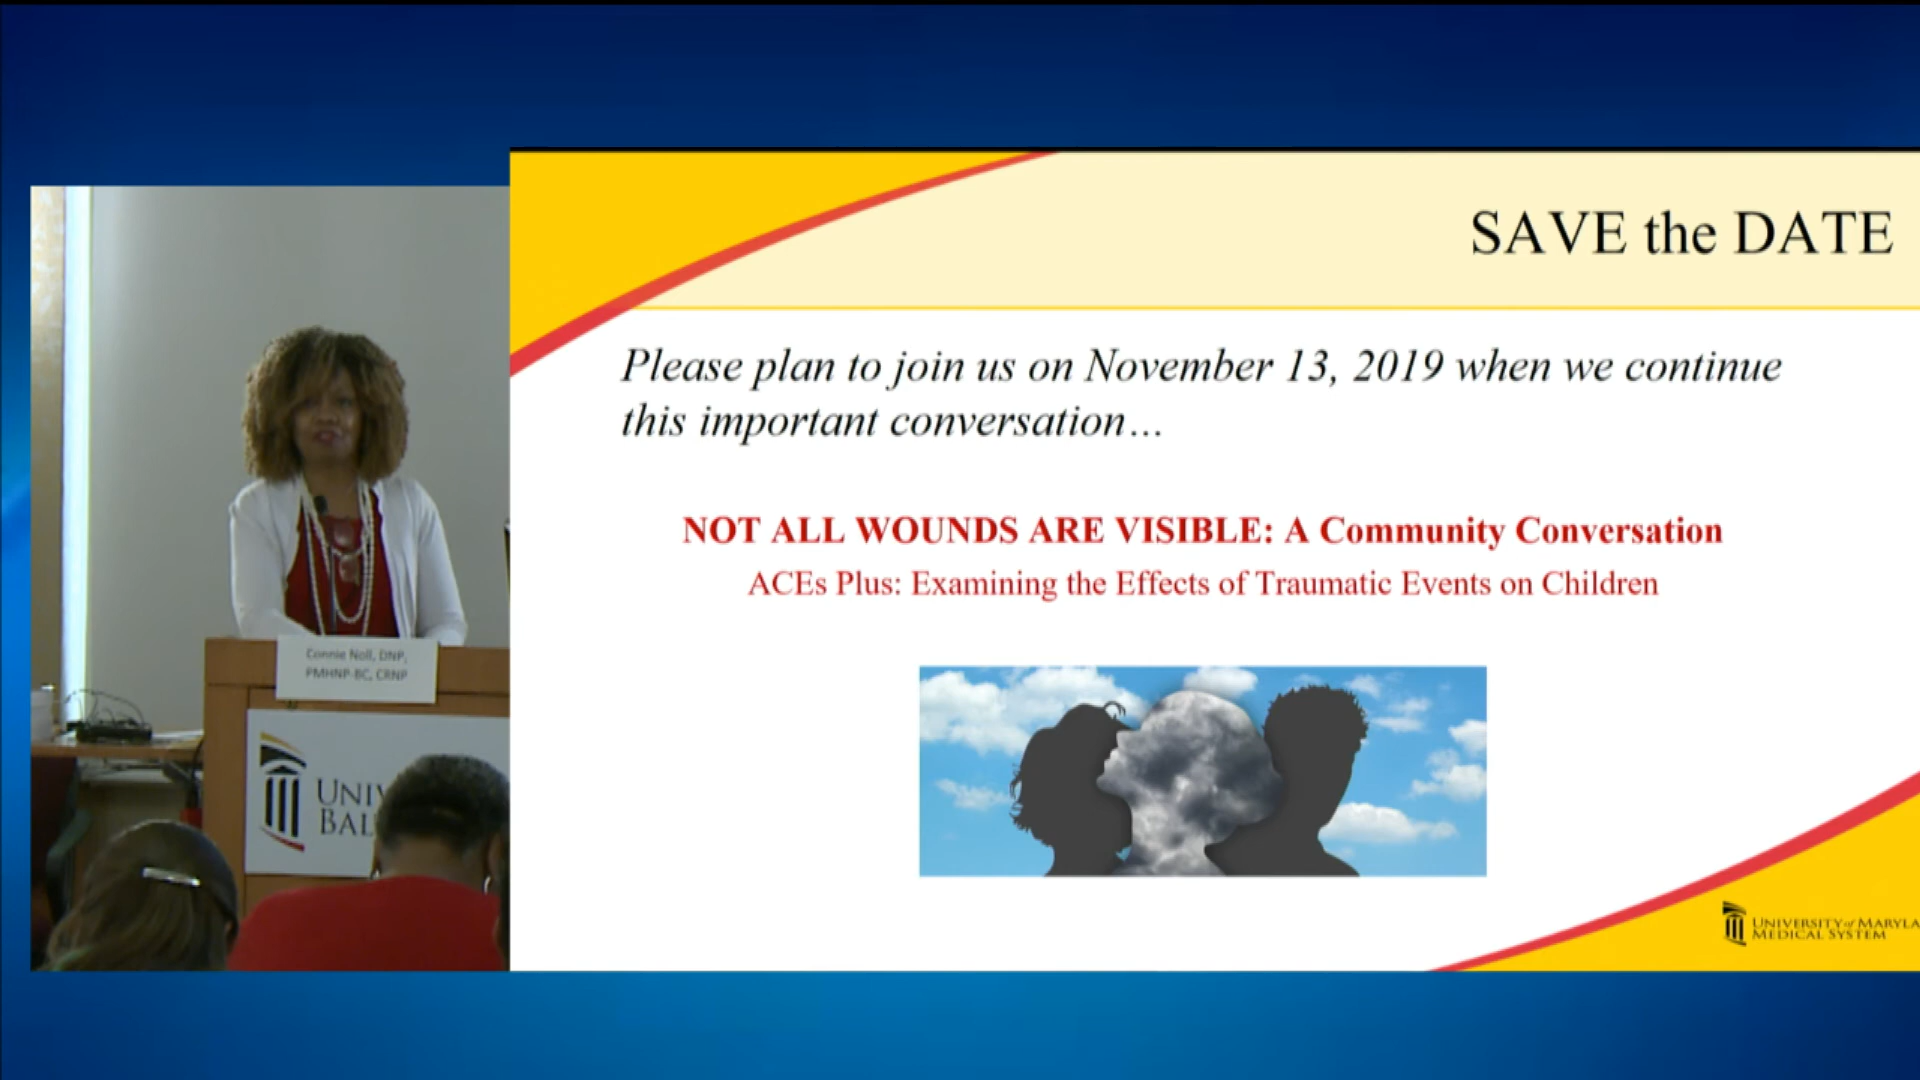 SAVE the DATE
Please plan to join us on November 13, 2019 when we continue
this important conversation...
NOT ALL WOUNDS ARE VISIBLE: A Community Conversation
ACEs Plus: Examining the Effects of Traumatic Events on Children
Connie Noll, DNP,
PMHNP-BC, CRNP
UNIV
BAL
UNIVERSITY of MARYLA
MEDICAL SYSTEM